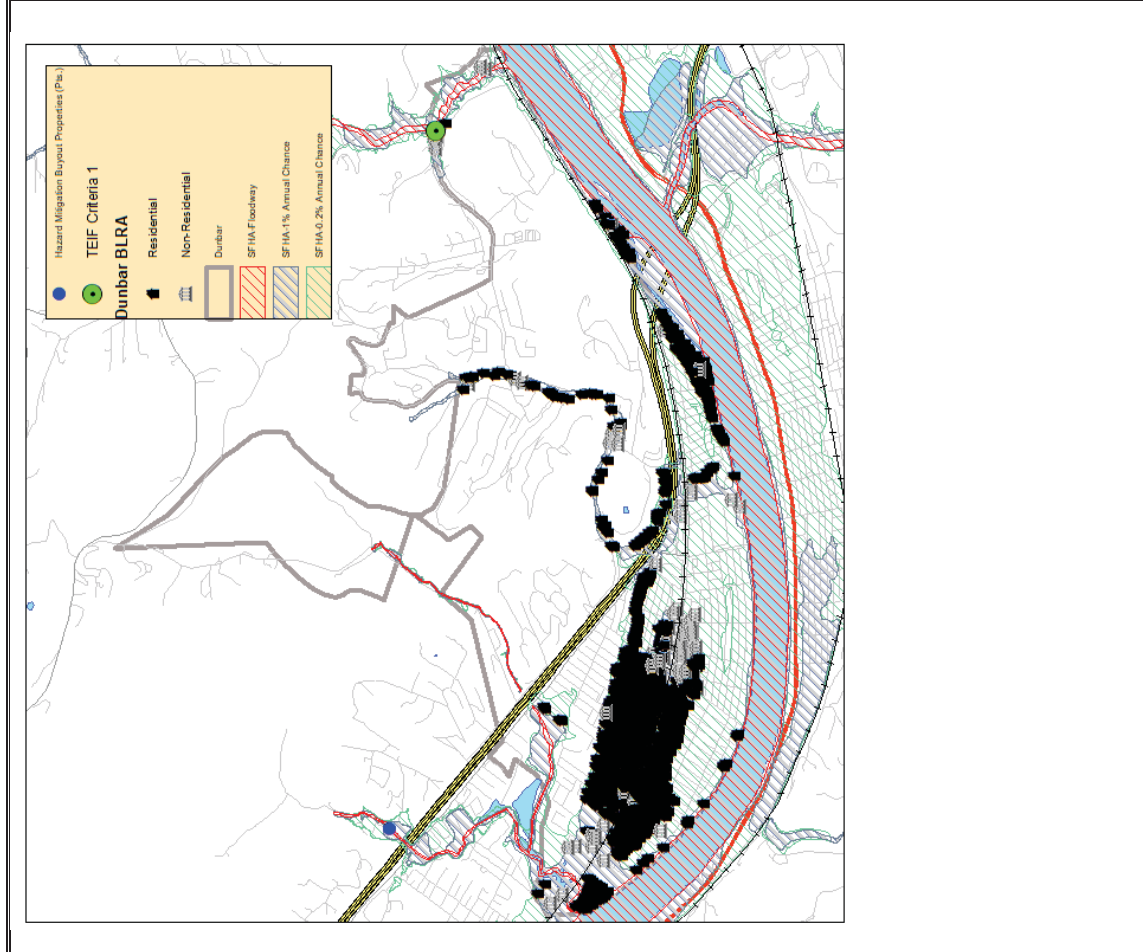 Hazard Mitigation Buyout Properties (Pts.)
TEIF Criteria 1
Dunbar BLRA
Residential
Non-Residential
Dunbar
SFHA-Floodway
SFHA-1% Annual Chance
SFHA-0.2% Annual Chance